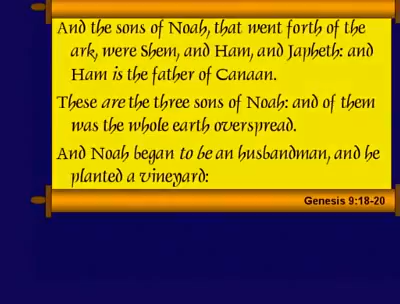 And the sons of Noah, that went forth of the
ark, were Shem, and Ham, and Japheth: and
Ham is the father of Canaan.
These are the three sons of Noah: and of them
was the whole earth overspread.
And Noah began to be an husbandman, and he
planted a vineyard:
Genesis 9:18-20